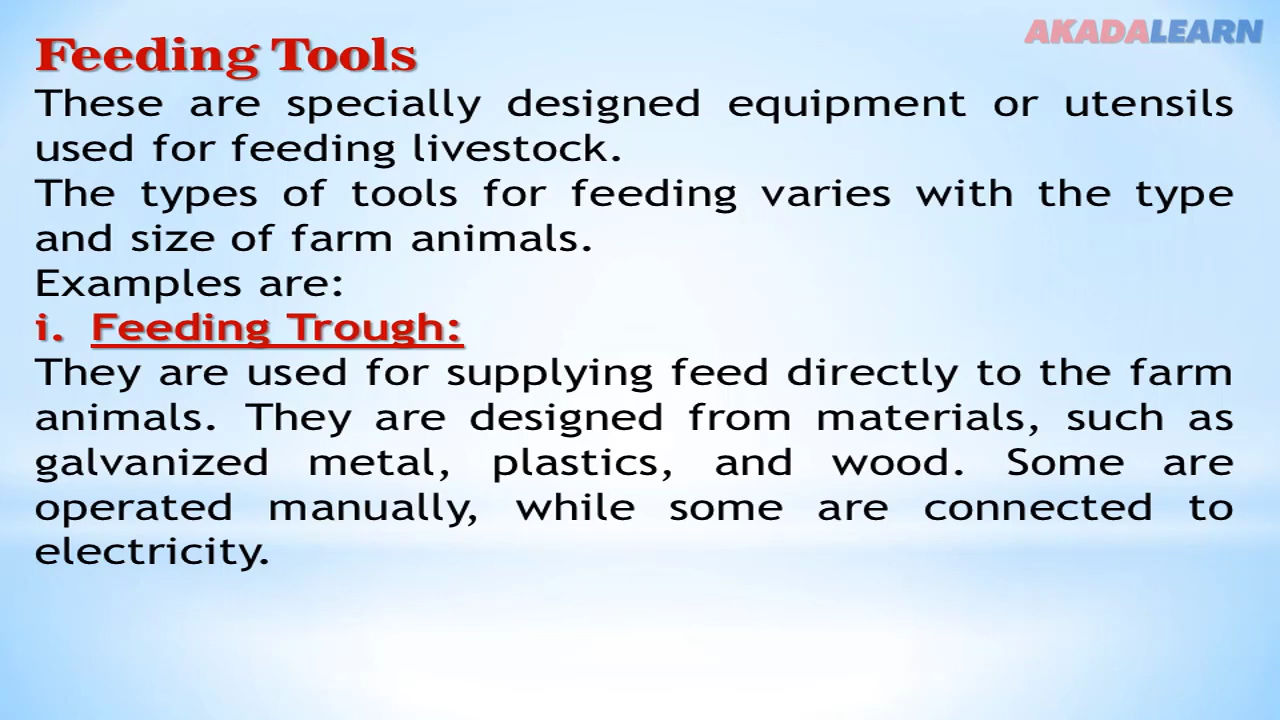 AKADALEARN
Feeding Tools
These are specially designed equipment or utensils
used for feeding livestock.
The types of tools for feeding varies with the type
and size of farm animals.
Examples are:
i. Feeding Trough:
They are used for supplying feed directly to the farm
animals. They are designed from materials, such as
galvanized metal, plastics, and wood. Some are
operated manually, while some are connected to
electricity.